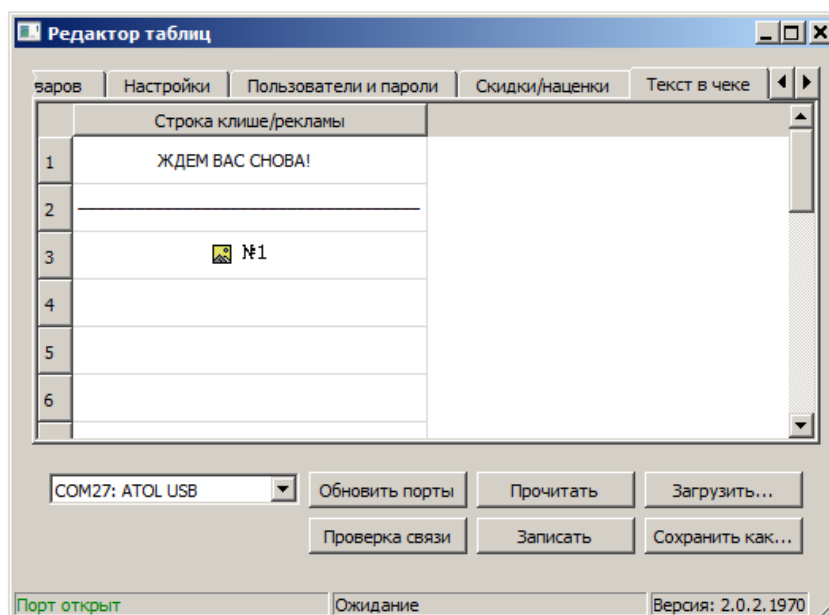 Редактор таблиц
зваров Настройки Пользователи и пароли Скидки/наценки Текст в чеке
Строка клише/рекламы
1 ЖДЕМ ВАС СНОВА!
2
3 №1
4
5
6
COM27: ATOL USB Обновить порты Прочитать Загрузить...
Проверка связи Записать Сохранить как...
Порт открыт Ожидание Версия: 2.0.2.1970